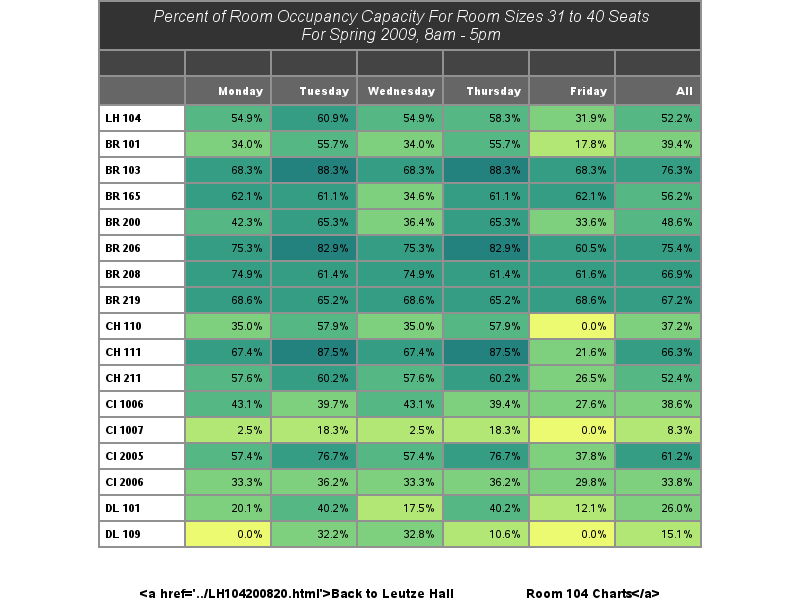 Percent of Room Occupancy Capacity For Room Sizes 31 to 40 Seats
For Spring 2009, 8am - 5pm
Monday Tuesday Wednesday Thursday Friday All
LH 104 54.9% 60.9% 54.9% 58.3% 31.9% 52.2%
BR 101 34.0% 55.7% 34.0% 55.7% 17.8% 39.4%
BR 103 68.3% 88.3% 68.3% 88.3% 68.3% 76.3%
BR 165 62.1% 61.1% 34.6% 61.1% 62.1% 56.2%
BR 200 42.3% 65.3% 36.4% 65.3% 33.6% 48.6%
BR 206 75.3% 82.9% 75.3% 82.9% 60.5% 75.4%
BR 208 74.9% 61.4% 74.9% 61.4% 61.6% 66.9%
BR 219 68.6% 65.2% 68.6% 65.2% 68.6% 67.2%
CH 110 35.0% 57.9% 35.0% 57.9% 0.0% 37.2%
CH 111 67.4% 87.5% 67.4% 87.5% 21.6% 66.3%
CH 211 57.6% 60.2% 57.6% 60.2% 26.5% 52.4%
CI 1006 43.1% 39.7% 43.1% 39.4% 27.6% 38.6%
CI 1007 2.5% 18.3% 2.5% 18.3% 0.0% 8.3%
CI 2005 57.4% 76.7% 57.4% 76.7% 37.8% 61.2%
CI 2006 33.3% 36.2% 33.3% 36.2% 29.8% 33.8%
DL 101 20.1% 40.2% 17.5% 40.2% 12.1% 26.0%
DL 109 0.0% 32.2% 32.8% 10.6% 0.0% 15.1%
<a href='../LH104200820.html'>Back to Leutze Hall Room 104 Charts</a>